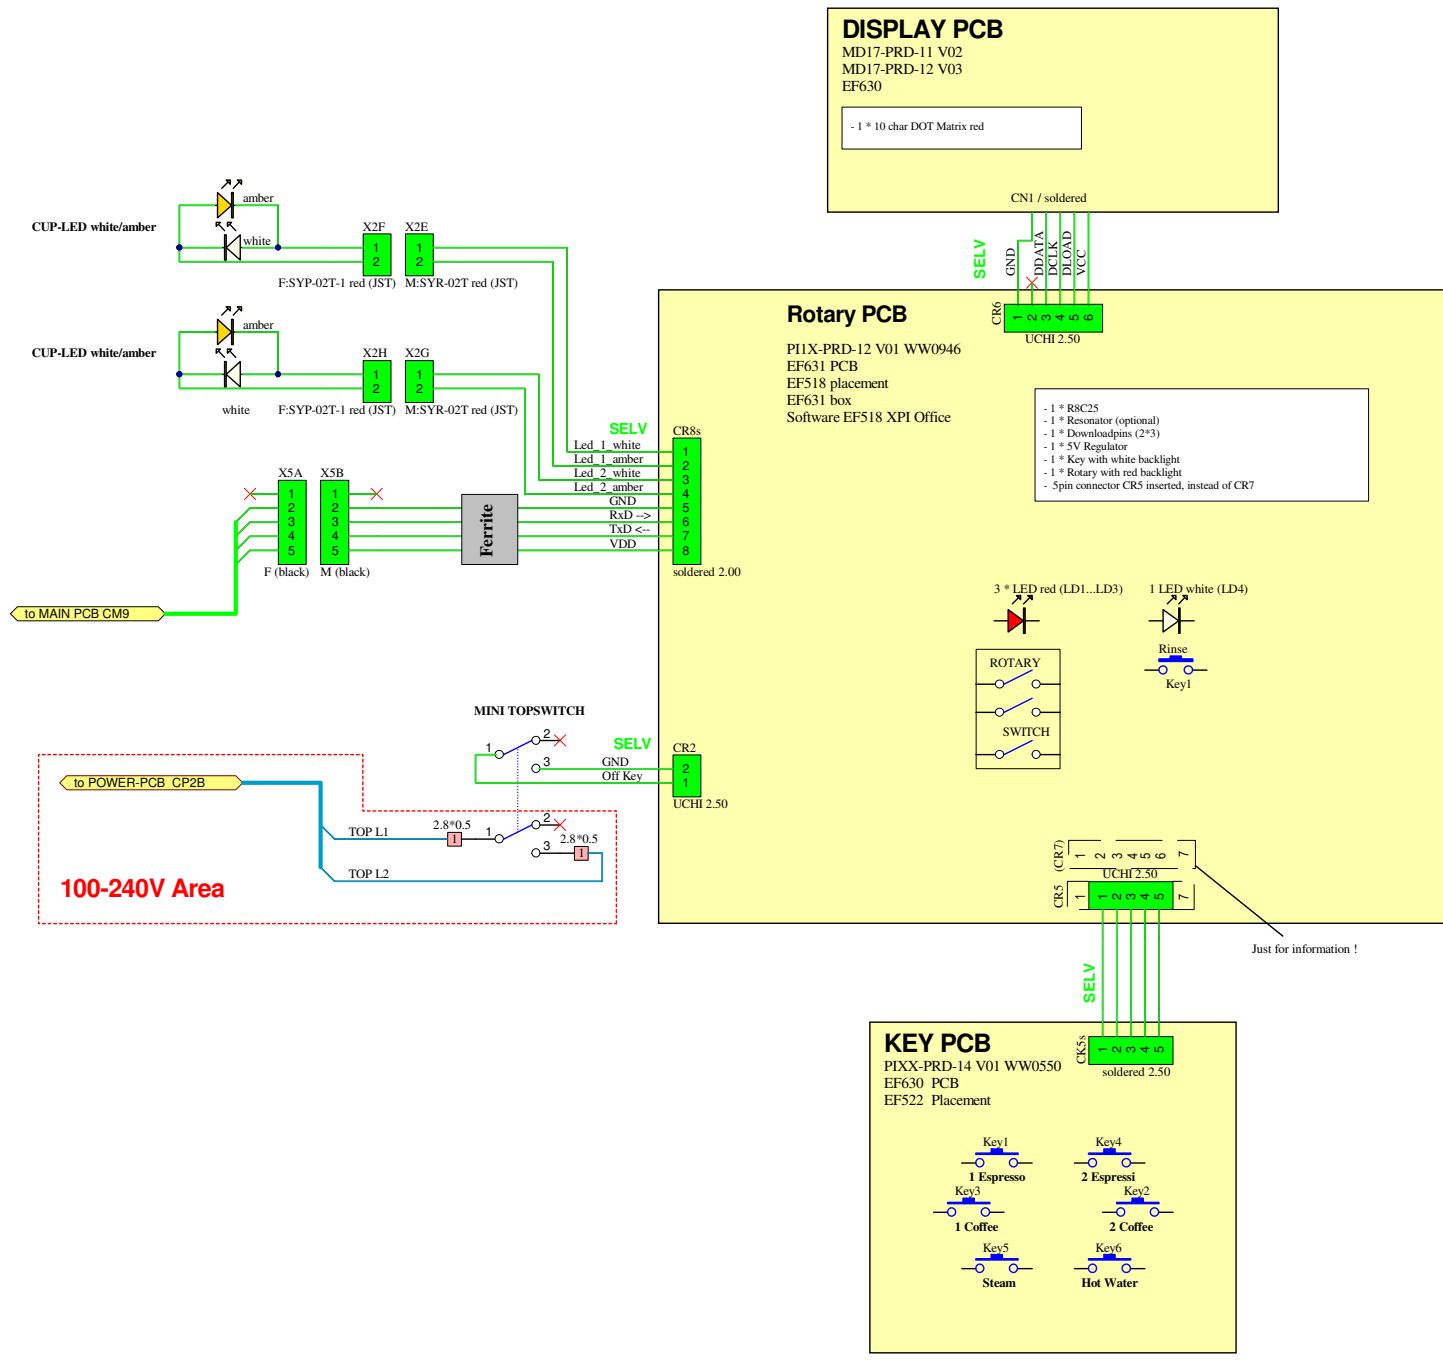 DISPLAY PCB
MD17-PRD-11 V02
MD17-PRD-12 V03
EF630
- 1 * 10 char DOT Matrix red
CN1 / soldered
SELV
GND
DDATA
DCLK
DLOAD
VCC
CR6
1 2 3 4 5 6
UCHI 2.50
CUP-LED white/amber
amber
white
X2F
X2E
1
2
1
2
F:SYP-02T-1 red (JST)
M:SYR-02T red (JST)
CUP-LED white/amber
amber
white
X2H
X2G
1
2
1
2
F:SYP-02T-1 red (JST)
M:SYR-02T red (JST)
Rotary PCB
PI1X-PRD-12 V01 WW0946
EF631 PCB
EF518 placement
EF631 box
Software EF518 XPI Office
- 1 * R8C25
- 1 * Resonator (optional)
- 1 * Downloadpins (2*3)
- 1 * 5V Regulator
- 1 * Key with white backlight
- 1 * Rotary with red backlight
- 5pin connector CR5 inserted, instead of CR7
SELV
CR8s
Led_1_white
Led_1_amber
Led_2_white
Led_2_amber
GND
RxD -->
TxD <--
VDD
1
2
3
4
5
6
7
8
soldered 2.00
X5A
X5B
1
2
3
4
5
1
2
3
4
5
F (black)
M (black)
Ferrite
to MAIN PCB CM9
3 * LED red (LD1...LD3)
1 LED white (LD4)
ROTARY
SWITCH
Rinse
Key1
MINI TOPSWITCH
1
2
3
SELV
GND
Off Key
CR2
2
1
UCHI 2.50
to POWER-PCB CP2B
TOP L1
2.8*0.5
1
1
2
3
2.8*0.5
1
TOP L2
100-240V Area
(CR7)
1 2 3 4 5 6 7
UCHI 2.50
CR5
1
1 2 3 4 5
7
Just for information !
SELV
KEY PCB
PIXX-PRD-14 V01 WW0550
EF630 PCB
EF522 Placement
CK5s
1 2 3 4 5
soldered 2.50
Key1
1 Espresso
Key4
2 Espressi
Key3
1 Coffee
Key2
2 Coffee
Key5
Steam
Key6
Hot Water